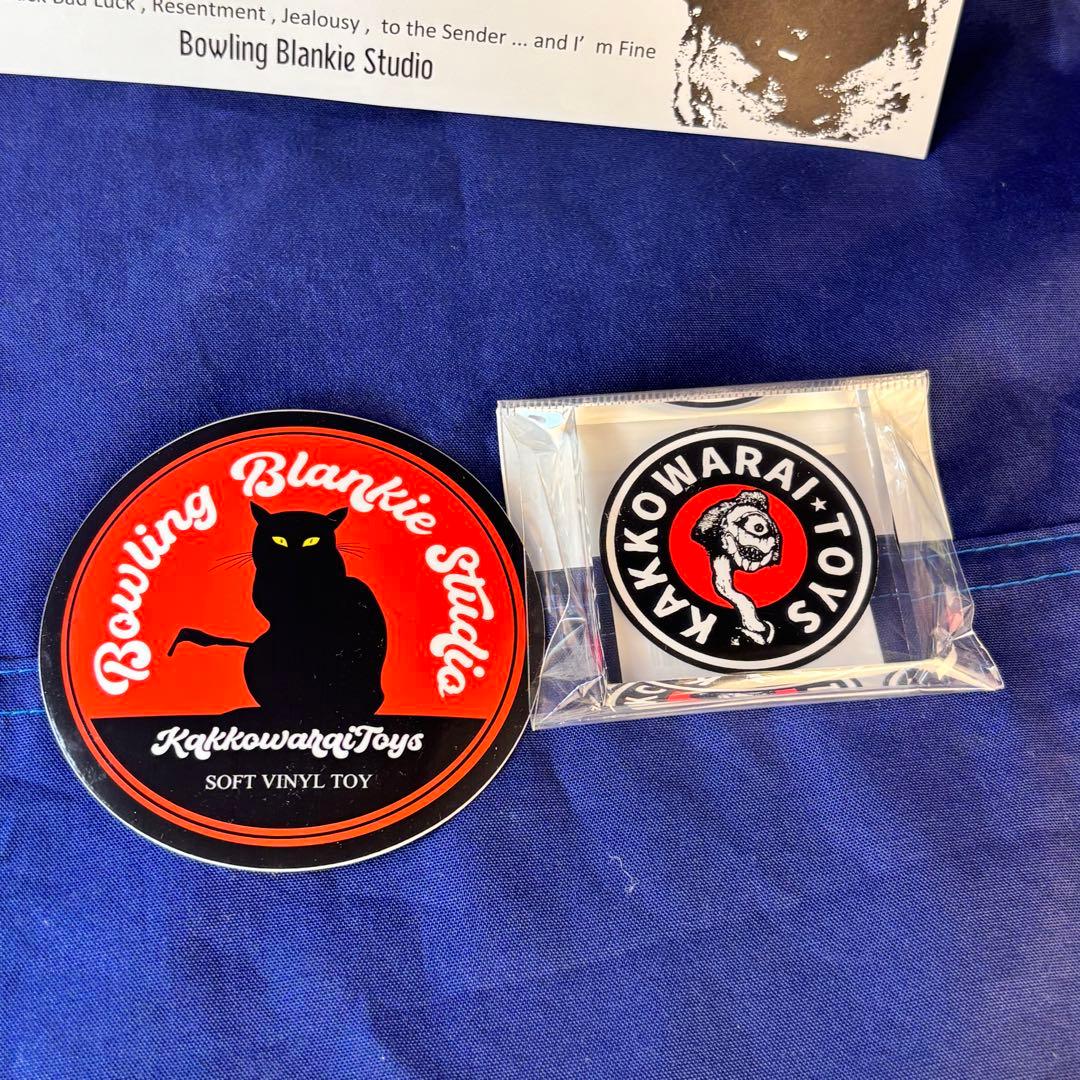 Bad Luck , Resentment , Jealousy , to the Sender ... and I'm Fine
Bowling Blankie Studio
Bowling Blankie Studio
KakkowaraiToys
SOFT VINYL TOY
KAKKOWARAI★TOYS